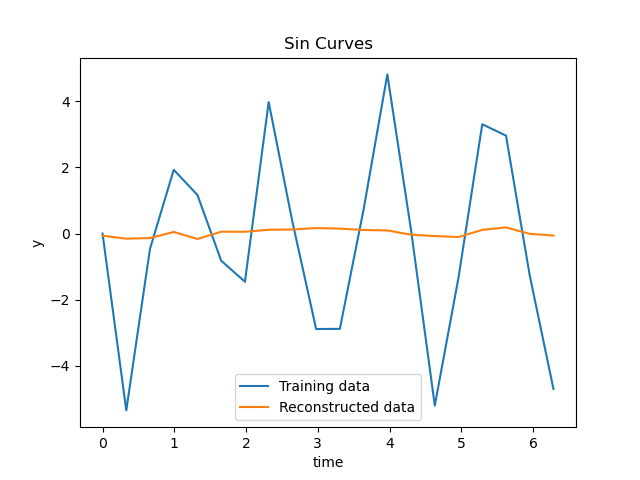 Sin Curves
4
2
0
−2
−4
y
0 1 2 3 4 5 6
time
Training data
Reconstructed data